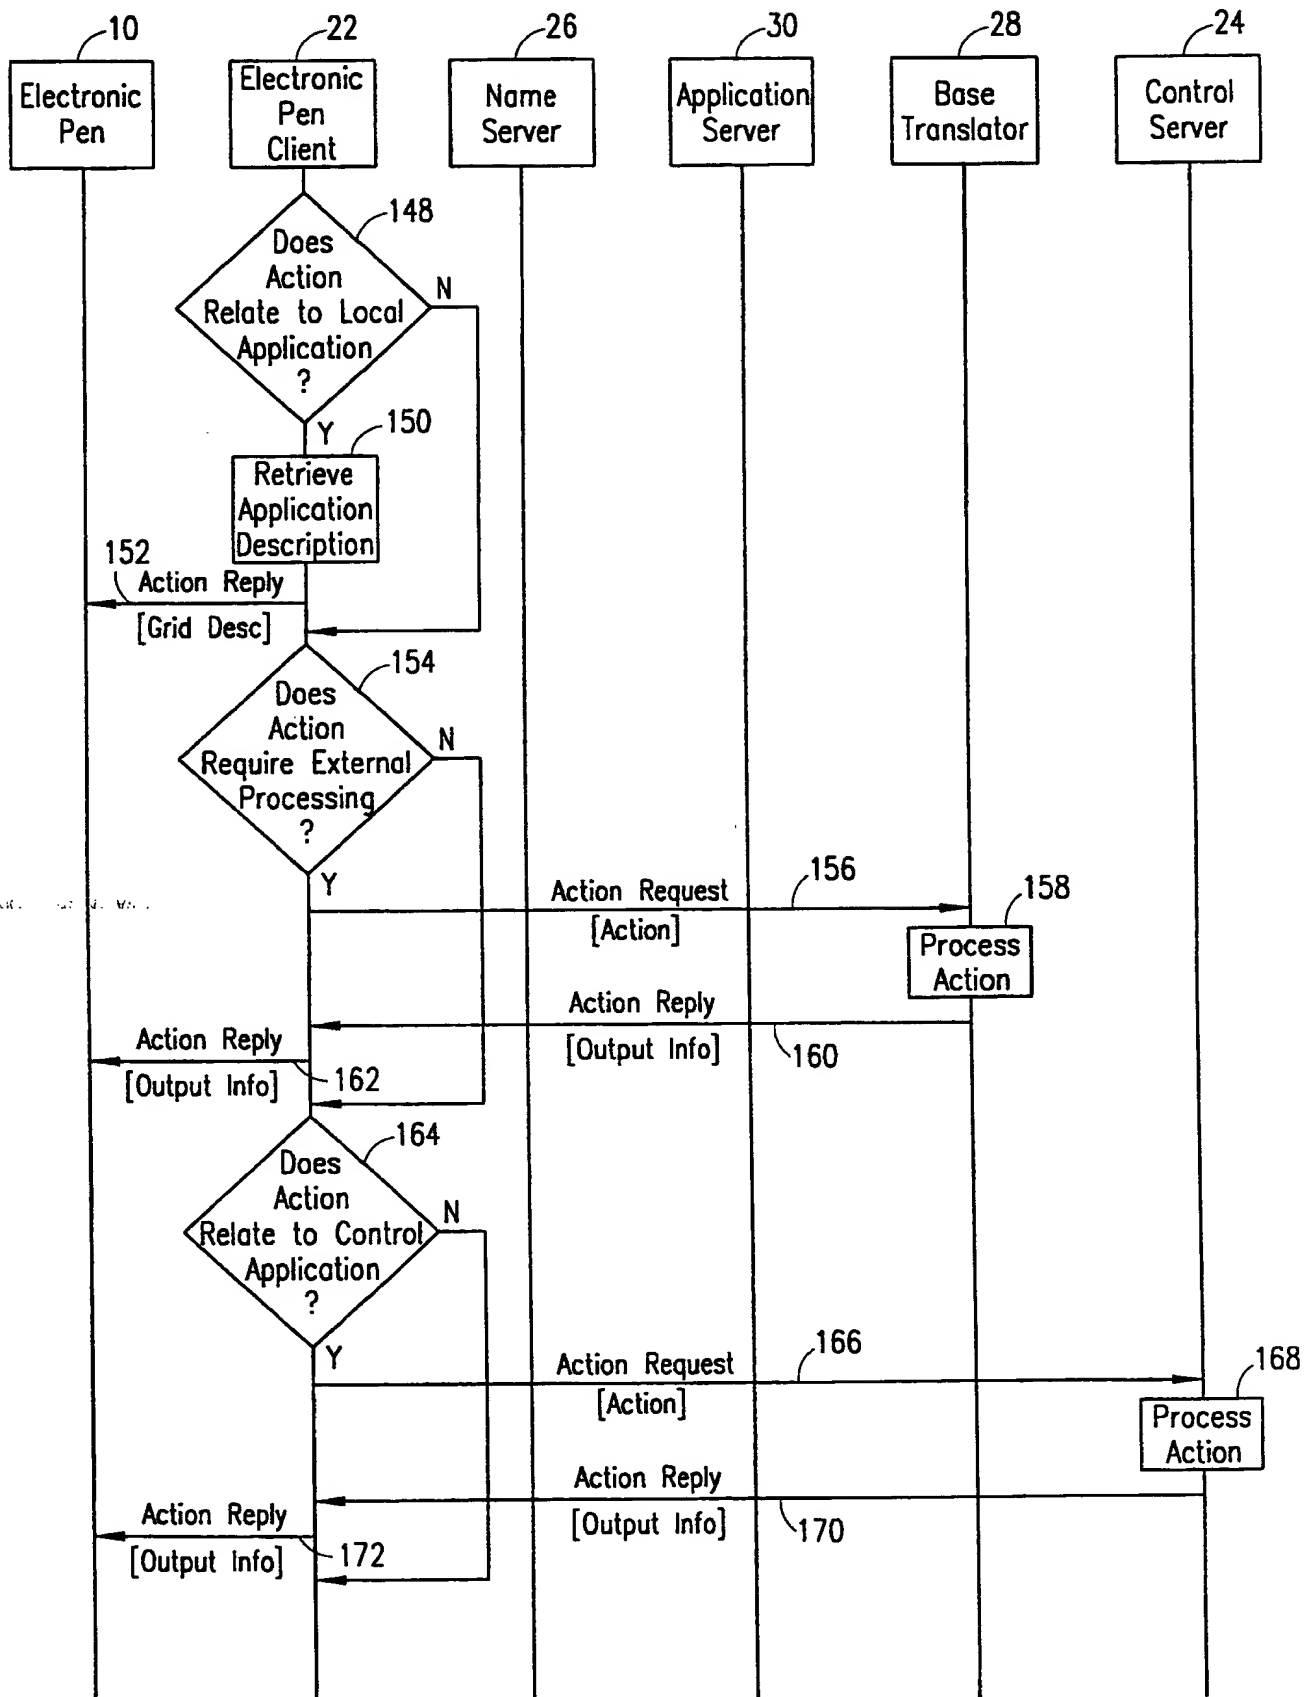 10
22
26
30
28
24
Electronic
Pen
Electronic
Pen
Client
Name
Server
Application
Server
Base
Translator
Control
Server
148
Does
Action
Relate to Local
Application
?
N
Y
150
Retrieve
Application
Description
152
Action Reply
[Grid Desc]
154
Does
Action
Require External
Processing
?
N
Y
Action Request
156
[Action]
158
Process
Action
Action Reply
[Output Info]
160
Action Reply
[Output Info]
162
164
Does
Action
Relate to Control
Application
?
N
Y
Action Request
166
[Action]
168
Process
Action
Action Reply
[Output Info]
170
Action Reply
[Output Info]
172